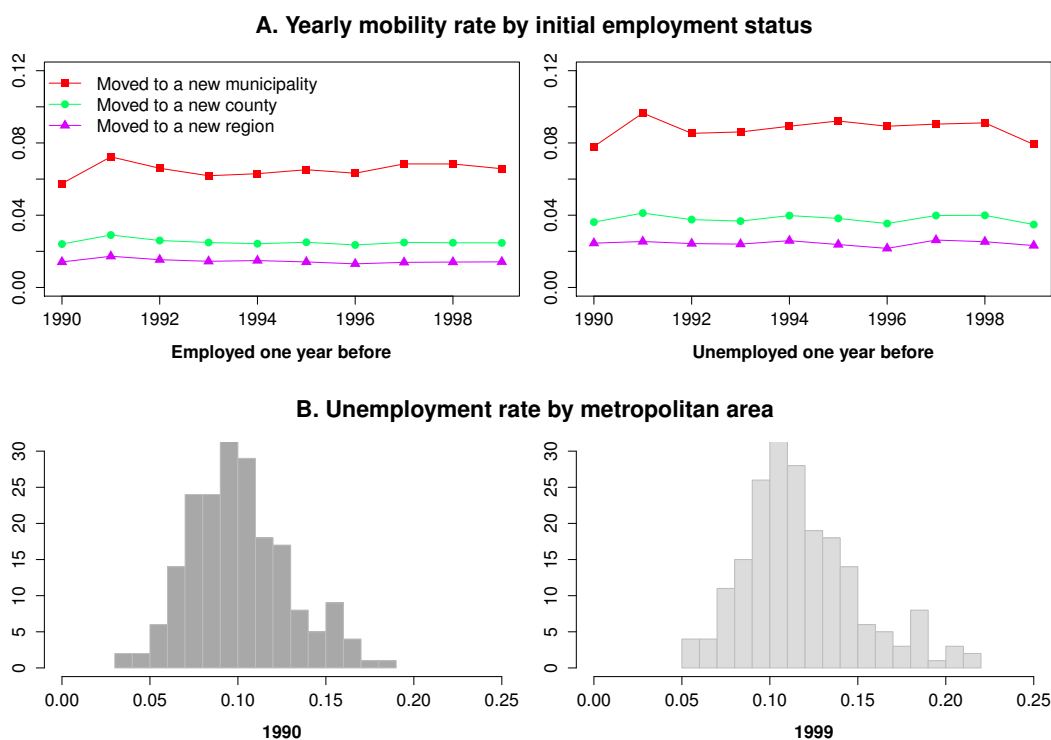 A. Yearly mobility rate by initial employment status
0.00 0.04 0.08 0.12
Moved to a new municipality
Moved to a new county
Moved to a new region
1990 1992 1994 1996 1998
Employed one year before
0.00 0.04 0.08 0.12
1990 1992 1994 1996 1998
Unemployed one year before
B. Unemployment rate by metropolitan area
0 5 10 15 20 25 30
0.00 0.05 0.10 0.15 0.20 0.25
1990
0 5 10 15 20 25 30
0.00 0.05 0.10 0.15 0.20 0.25
1999